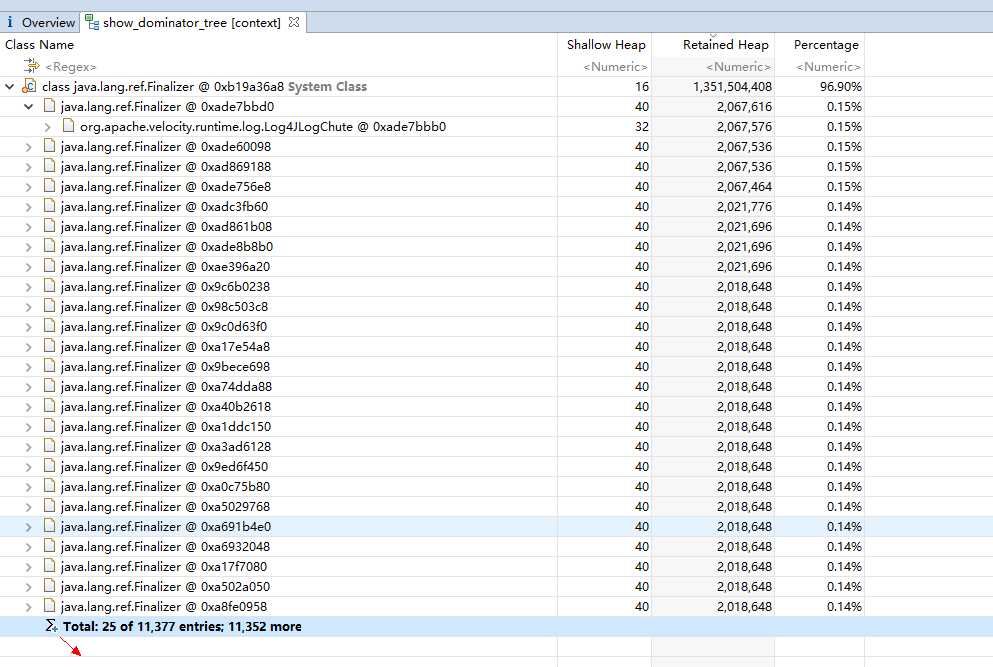 i Overview show_dominator_tree [context]
Class Name Shallow Heap Retained Heap Percentage
<Regex> <Numeric> <Numeric> <Numeric>
class java.lang.ref.Finalizer @ 0xb19a36a8 System Class 16 1,351,504,408 96.90%
java.lang.ref.Finalizer @ 0xade7bbd0 40 2,067,616 0.15%
org.apache.velocity.runtime.log.Log4JLogChute @ 0xade7bbb0 32 2,067,576 0.15%
java.lang.ref.Finalizer @ 0xade60098 40 2,067,536 0.15%
java.lang.ref.Finalizer @ 0xad869188 40 2,067,536 0.15%
java.lang.ref.Finalizer @ 0xade756e8 40 2,067,464 0.15%
java.lang.ref.Finalizer @ 0xadc3fb60 40 2,021,776 0.14%
java.lang.ref.Finalizer @ 0xad861b08 40 2,021,696 0.14%
java.lang.ref.Finalizer @ 0xade8b8b0 40 2,021,696 0.14%
java.lang.ref.Finalizer @ 0xae396a20 40 2,021,696 0.14%
java.lang.ref.Finalizer @ 0x9c6b0238 40 2,018,648 0.14%
java.lang.ref.Finalizer @ 0x98c503c8 40 2,018,648 0.14%
java.lang.ref.Finalizer @ 0x9c0d63f0 40 2,018,648 0.14%
java.lang.ref.Finalizer @ 0xa17e54a8 40 2,018,648 0.14%
java.lang.ref.Finalizer @ 0x9bece698 40 2,018,648 0.14%
java.lang.ref.Finalizer @ 0xa74dda88 40 2,018,648 0.14%
java.lang.ref.Finalizer @ 0xa40b2618 40 2,018,648 0.14%
java.lang.ref.Finalizer @ 0xa1ddc150 40 2,018,648 0.14%
java.lang.ref.Finalizer @ 0xa3ad6128 40 2,018,648 0.14%
java.lang.ref.Finalizer @ 0x9ed6f450 40 2,018,648 0.14%
java.lang.ref.Finalizer @ 0xa0c75b80 40 2,018,648 0.14%
java.lang.ref.Finalizer @ 0xa5029768 40 2,018,648 0.14%
java.lang.ref.Finalizer @ 0xa691b4e0 40 2,018,648 0.14%
java.lang.ref.Finalizer @ 0xa6932048 40 2,018,648 0.14%
java.lang.ref.Finalizer @ 0xa17f7080 40 2,018,648 0.14%
java.lang.ref.Finalizer @ 0xa502a050 40 2,018,648 0.14%
java.lang.ref.Finalizer @ 0xa8fe0958 40 2,018,648 0.14%
Total: 25 of 11,377 entries; 11,352 more